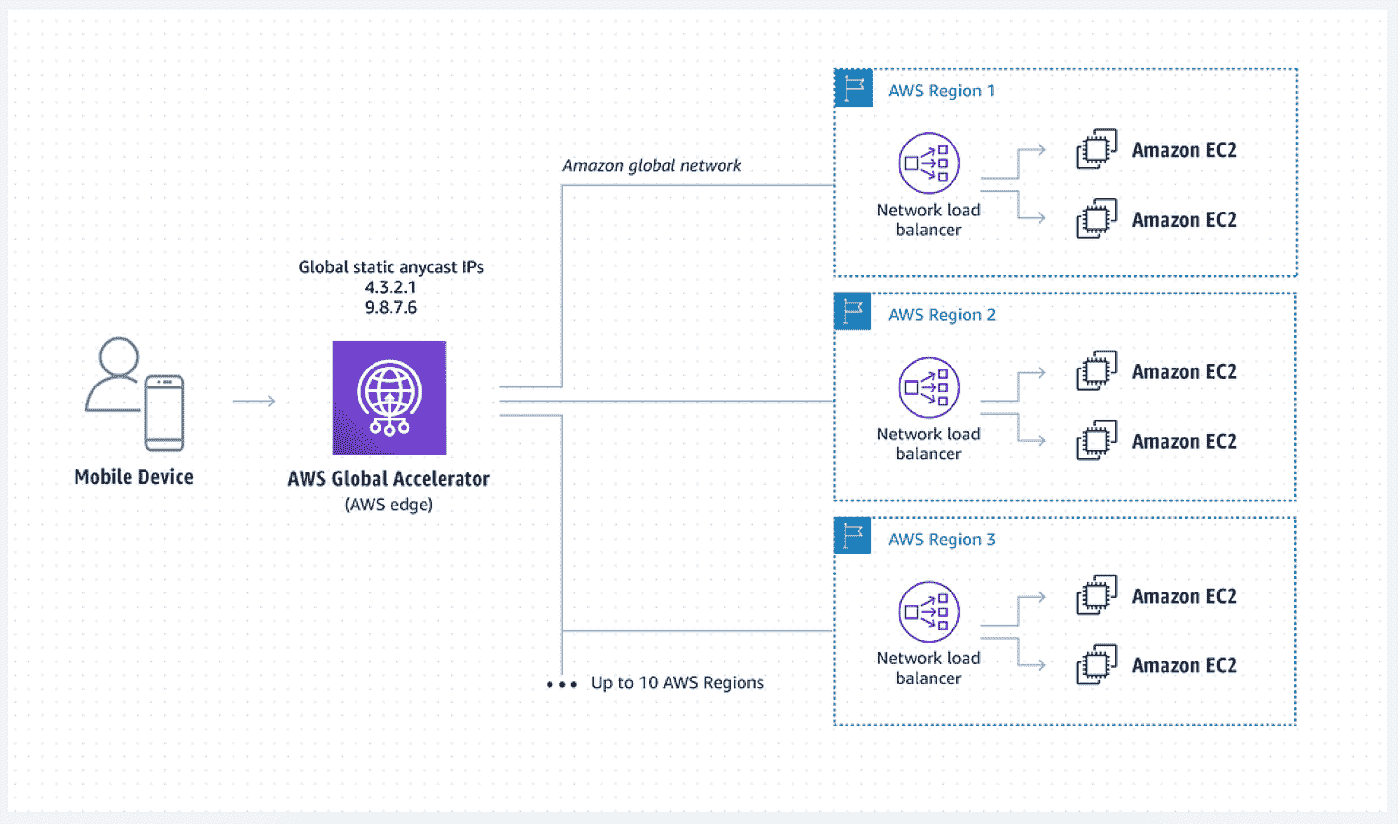 AWS Region 1
Amazon EC2
Amazon global network
Network load
balancer
Amazon EC2
Global static anycast IPs
4.3.2.1
9.8.7.6
AWS Region 2
Amazon EC2
Network load
balancer
Amazon EC2
Mobile Device
AWS Global Accelerator
(AWS edge)
AWS Region 3
Amazon EC2
Network load
balancer
Amazon EC2
••• Up to 10 AWS Regions